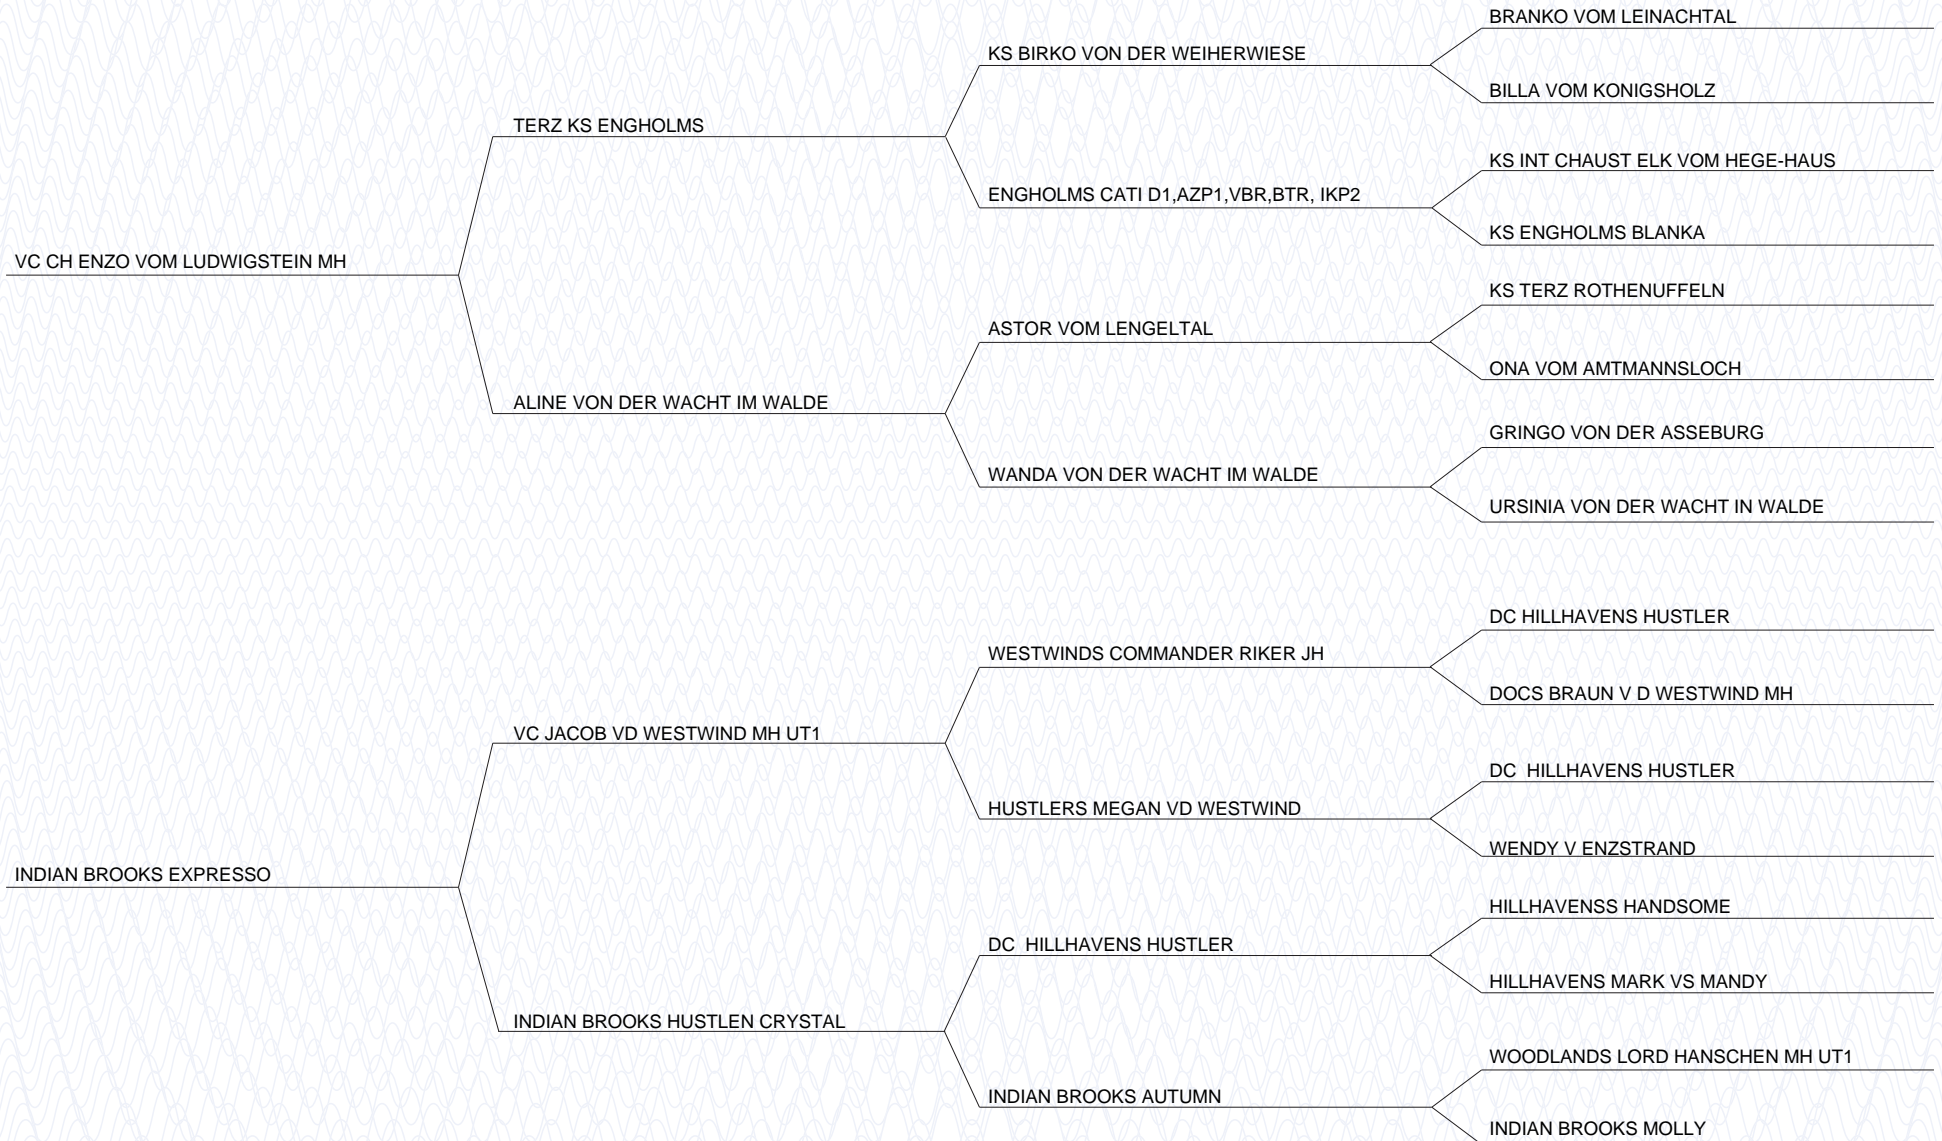 BRANKO VOM LEINACHTAL
KS BIRKO VON DER WEIHERWIESE
BILLA VOM KONIGSHOLZ
TERZ KS ENGHOLMS
KS INT CHAUST ELK VOM HEGE-HAUS
ENGHOLMS CATI D1,AZP1,VBR,BTR, IKP2
KS ENGHOLMS BLANKA
VC CH ENZO VOM LUDWIGSTEIN MH
KS TERZ ROTHENUFFELN
ASTOR VOM LENGELTAL
ONA VOM AMTMANNSLOCH
ALINE VON DER WACHT IM WALDE
GRINGO VON DER ASSEBURG
WANDA VON DER WACHT IM WALDE
URSINIA VON DER WACHT IN WALDE
DC HILLHAVENS HUSTLER
WESTWINDS COMMANDER RIKER JH
DOCS BRAUN V D WESTWIND MH
VC JACOB VD WESTWIND MH UT1
DC  HILLHAVENS HUSTLER
HUSTLERS MEGAN VD WESTWIND
WENDY V ENZSTRAND
INDIAN BROOKS EXPRESSO
HILLHAVENSS HANDSOME
DC  HILLHAVENS HUSTLER
HILLHAVENS MARK VS MANDY
INDIAN BROOKS HUSTLEN CRYSTAL
WOODLANDS LORD HANSCHEN MH UT1
INDIAN BROOKS AUTUMN
INDIAN BROOKS MOLLY